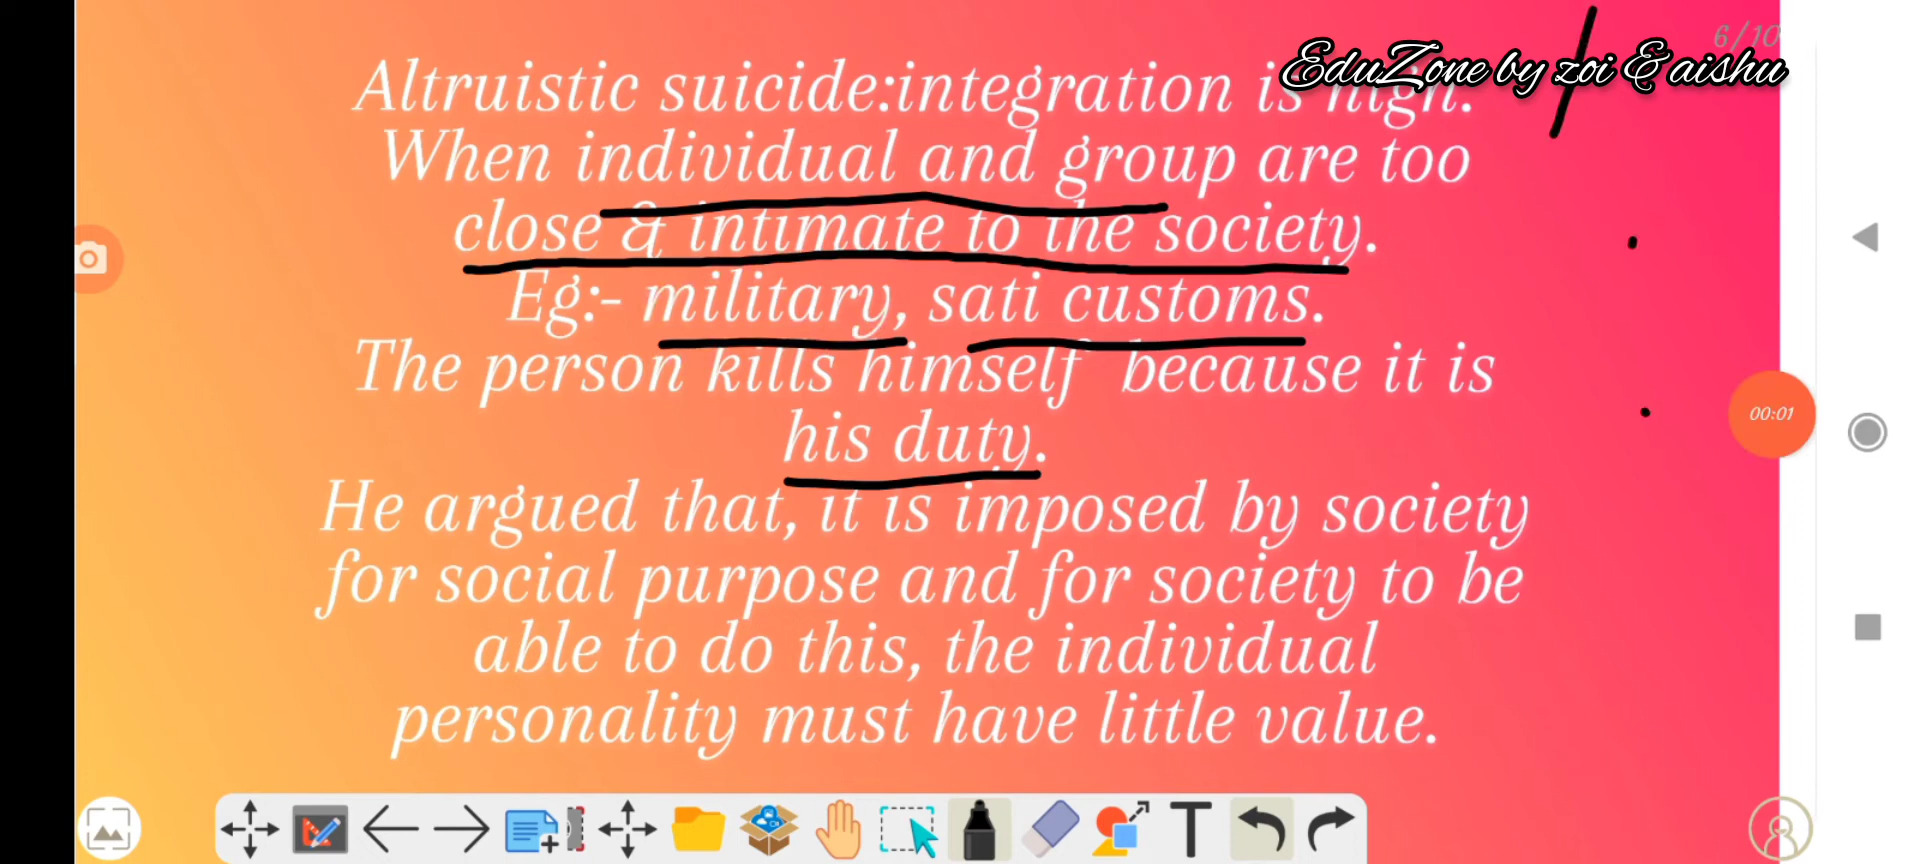 6/10
EduZone by zoi & aishu
Altruistic suicide:integration is high.
When individual and group are too
close & intimate to the society.
Eg:- military, sati customs.
The person kills himself because it is
his duty.
He argued that, it is imposed by society
for social purpose and for society to be
able to do this, the individual
personality must have little value.
00:01
T